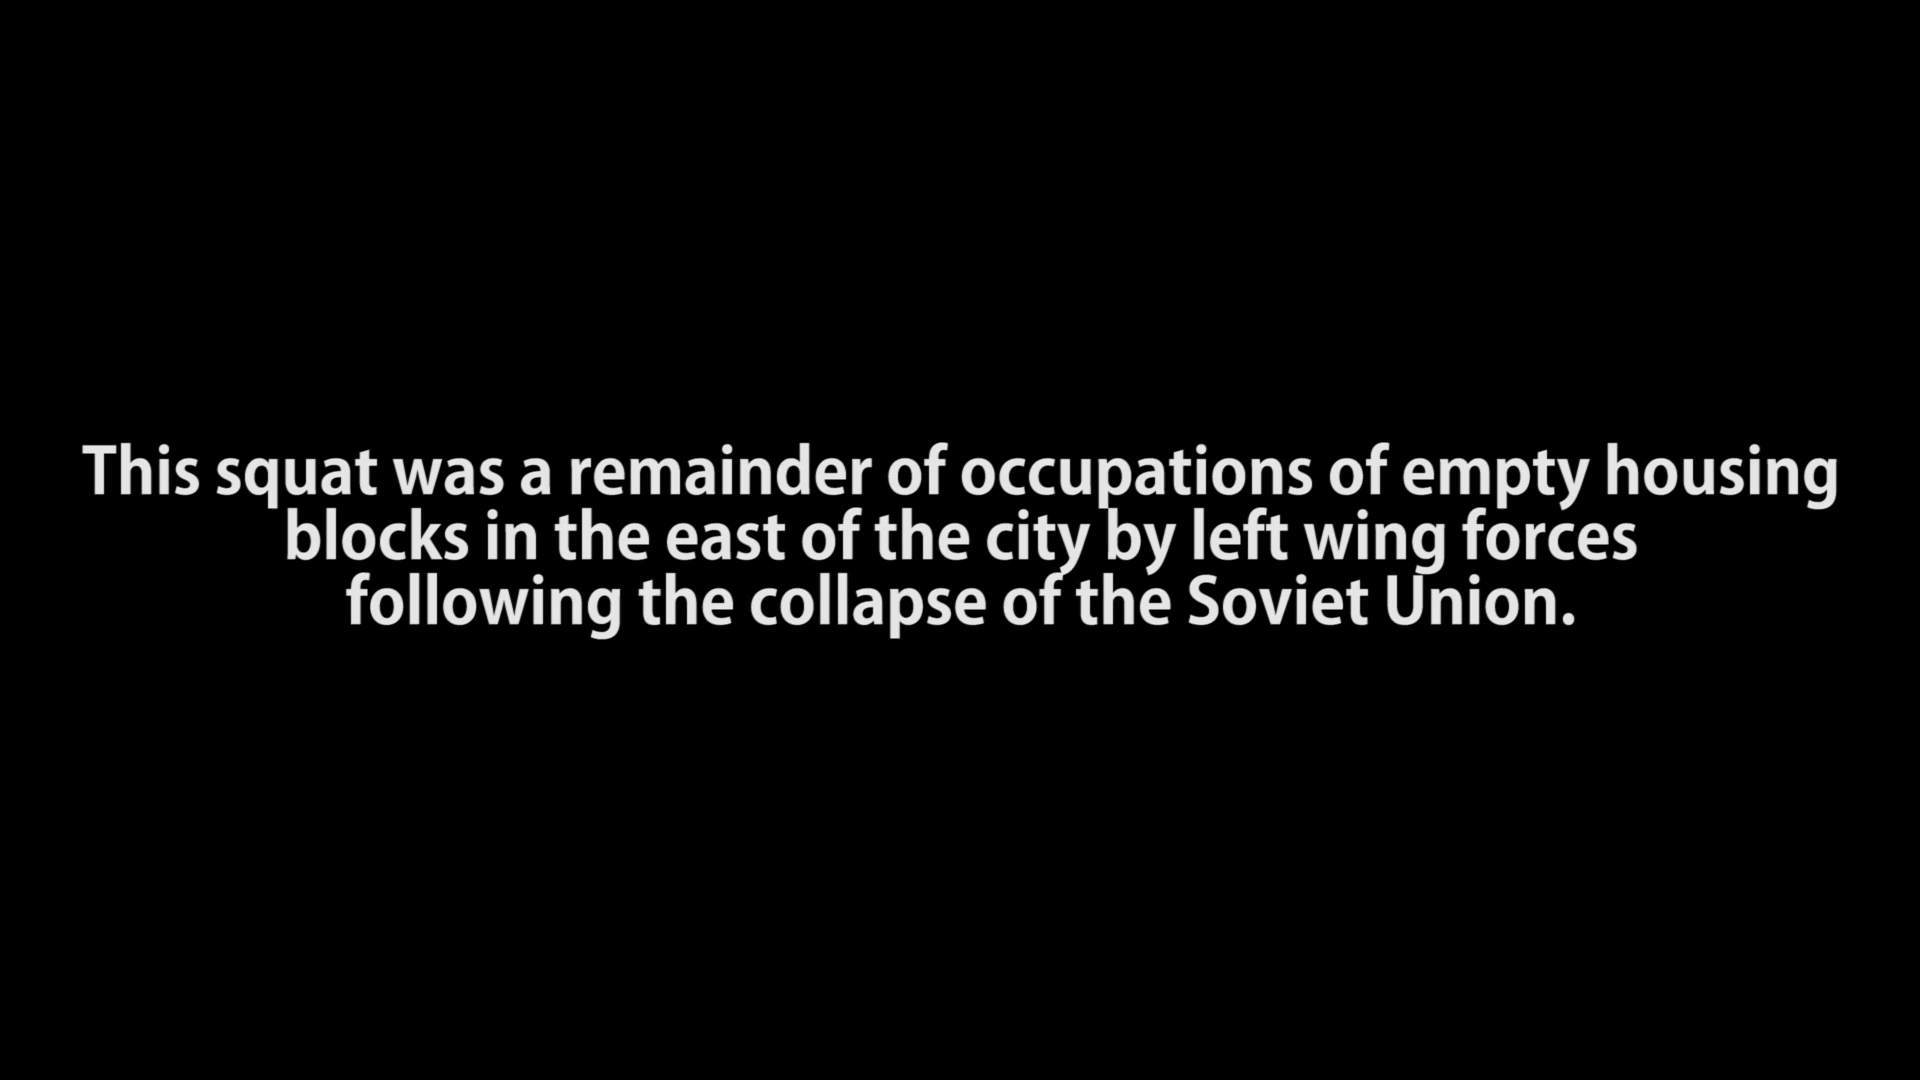 This squat was a remainder of occupations of empty housing
blocks in the east of the city by left wing forces
following the collapse of the Soviet Union.